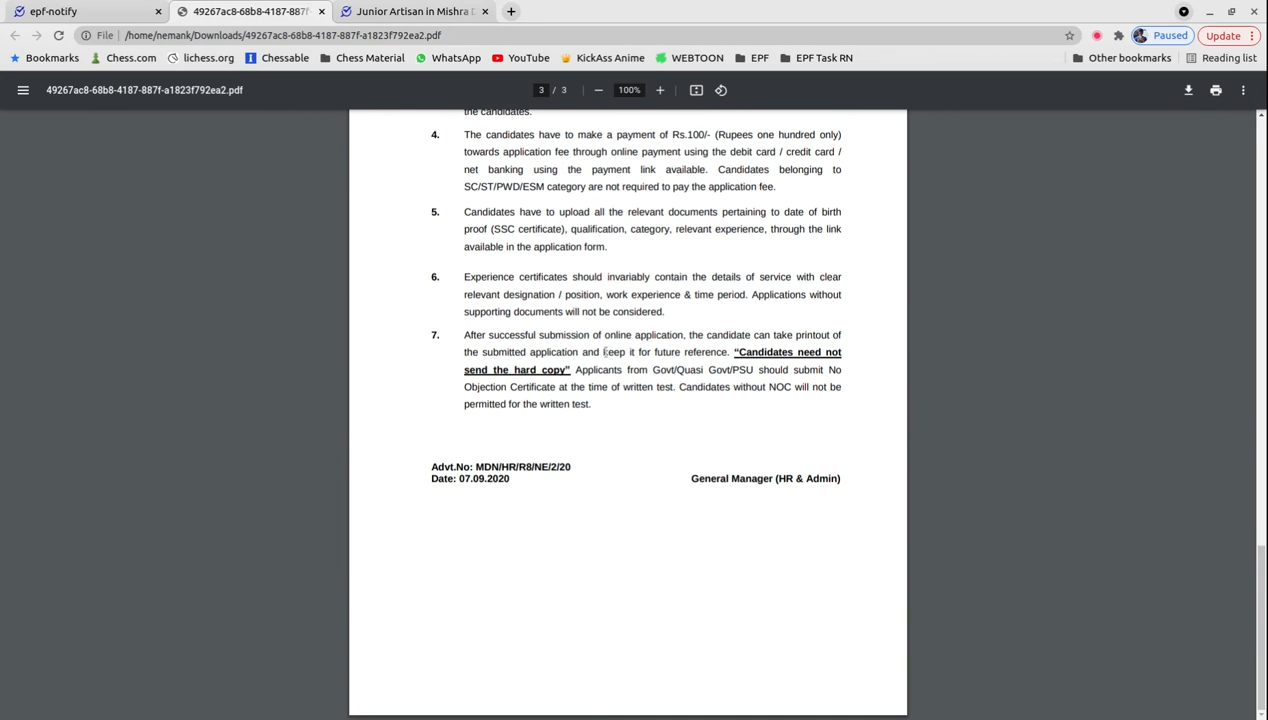 epf-notify
49267ac8-68b8-4187-887f
Junior Artisan in Mishra D
File
/home/nemank/Downloads/49267ac8-68b8-4187-887f-a1823f792ea2.pdf
Paused
Update
Bookmarks
Chess.com
lichess.org
Chessable
Chess Material
WhatsApp
YouTube
KickAss Anime
WEBTOON
EPF
EPF Task RN
Other bookmarks
Reading list
49267ac8-68b8-4187-887f-a1823f792ea2.pdf
3 / 3
100%
the candidates.
4. The candidates have to make a payment of Rs.100/- (Rupees one hundred only)
towards application fee through online payment using the debit card / credit card /
net banking using the payment link available. Candidates belonging to
SC/ST/PWD/ESM category are not required to pay the application fee.
5. Candidates have to upload all the relevant documents pertaining to date of birth
proof (SSC certificate), qualification, category, relevant experience, through the link
available in the application form.
6. Experience certificates should invariably contain the details of service with clear
relevant designation / position, work experience & time period. Applications without
supporting documents will not be considered.
7. After successful submission of online application, the candidate can take printout of
the submitted application and keep it for future reference. “Candidates need not
send the hard copy” Applicants from Govt/Quasi Govt/PSU should submit No
Objection Certificate at the time of written test. Candidates without NOC will not be
permitted for the written test.
Advt.No: MDN/HR/R8/NE/2/20
Date: 07.09.2020
General Manager (HR & Admin)